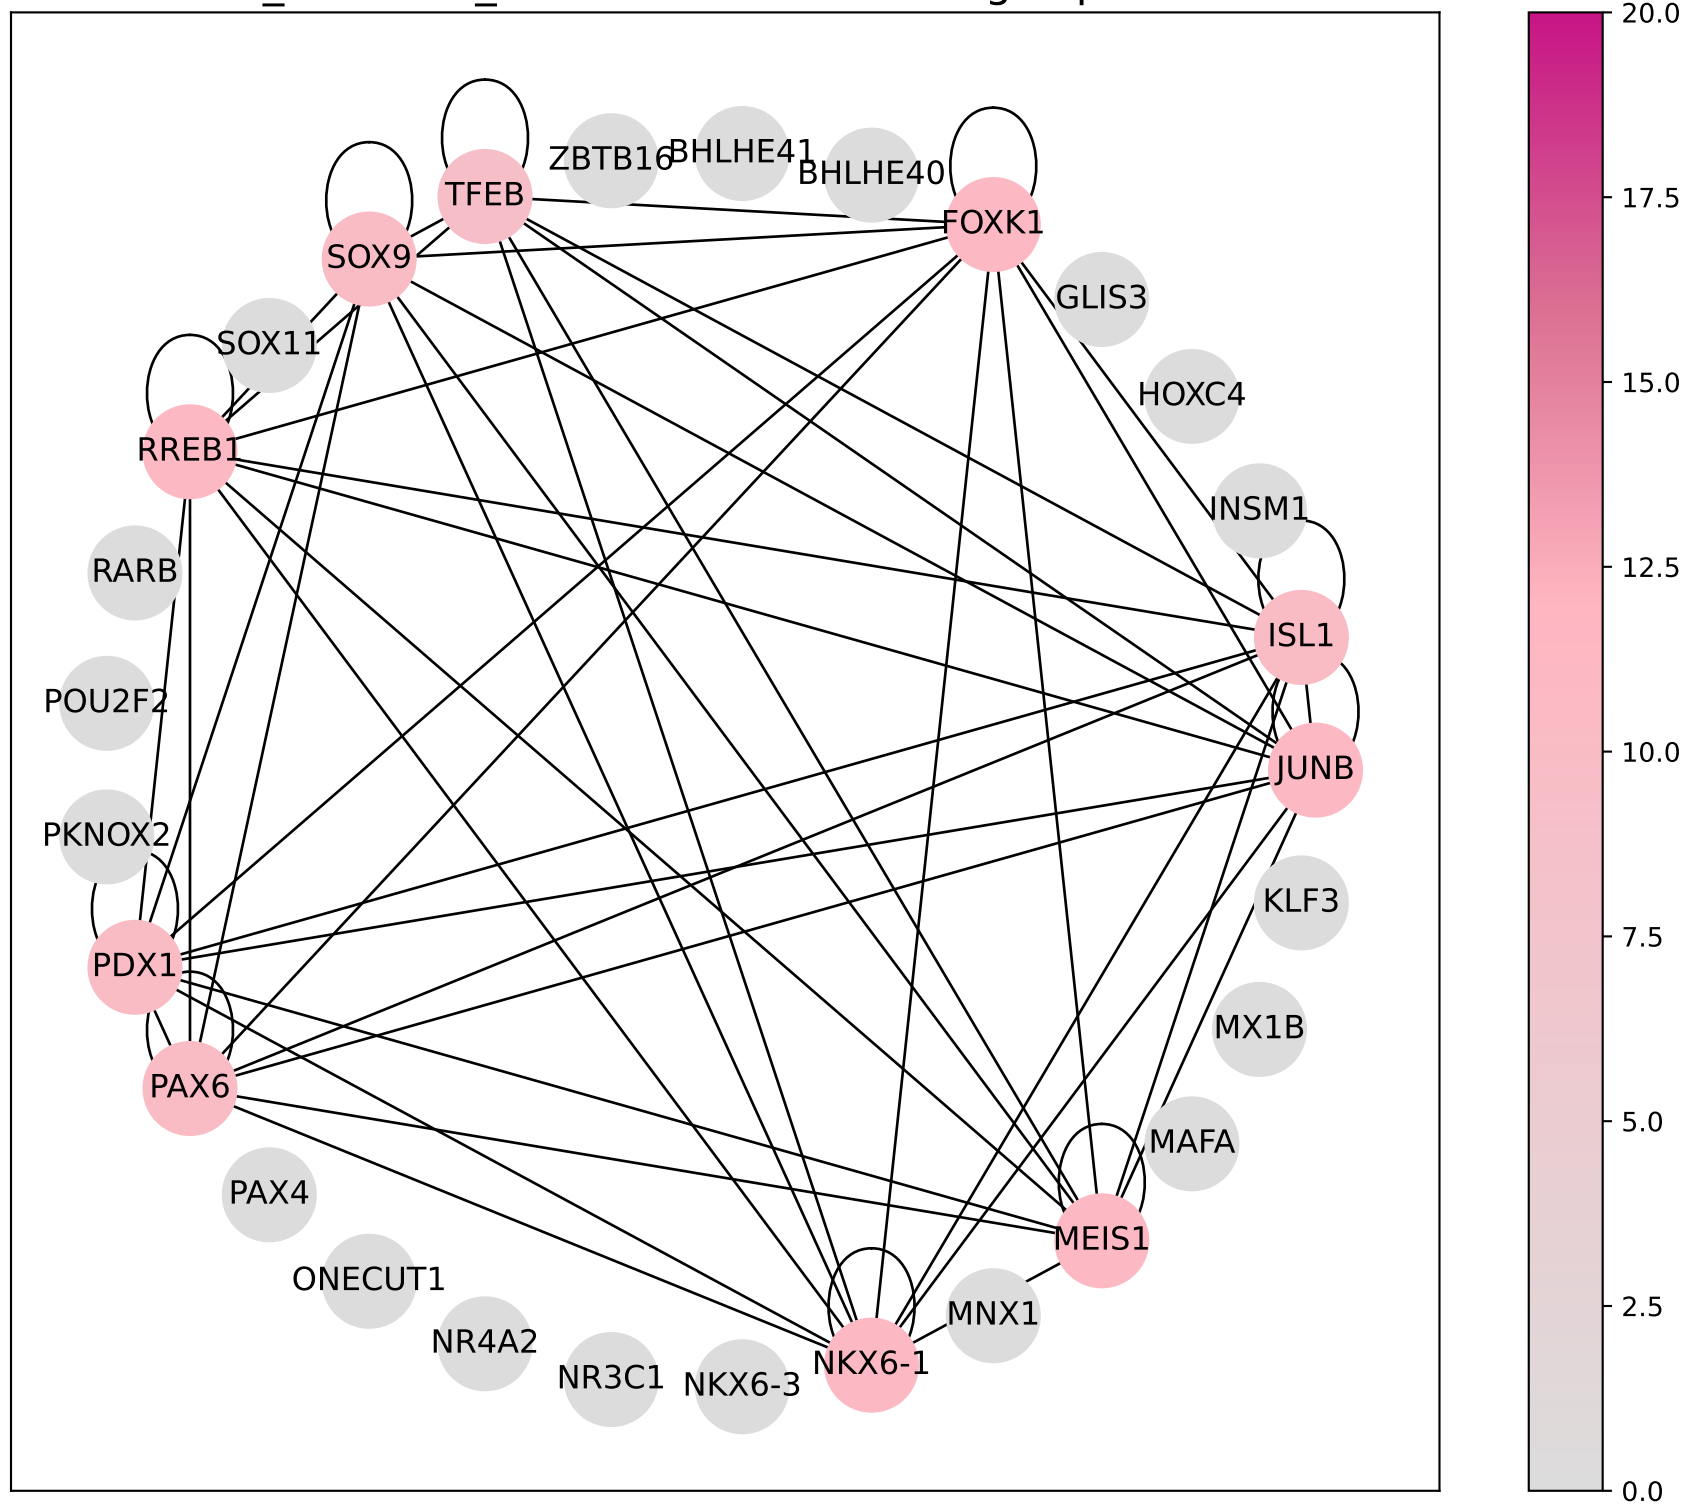 20.0
BHLHE41
ZBTB16
BHLHE40
TFEB
17.5
FOXK1
SOX9
GLIS3
SOX11
15.0
HOXC4
RREB1
INSM1
12.5
RARB
ISL1
POU2F2
10.0
JUNB
PKNOX2
KLF3
7.5
PDX1
MX1B
PAX6
5.0
MAFA
PAX4
MEIS1
ONECUT1
2.5
MNX1
NR4A2
NKX6-1
NR3C1
NKX6-3
0.0